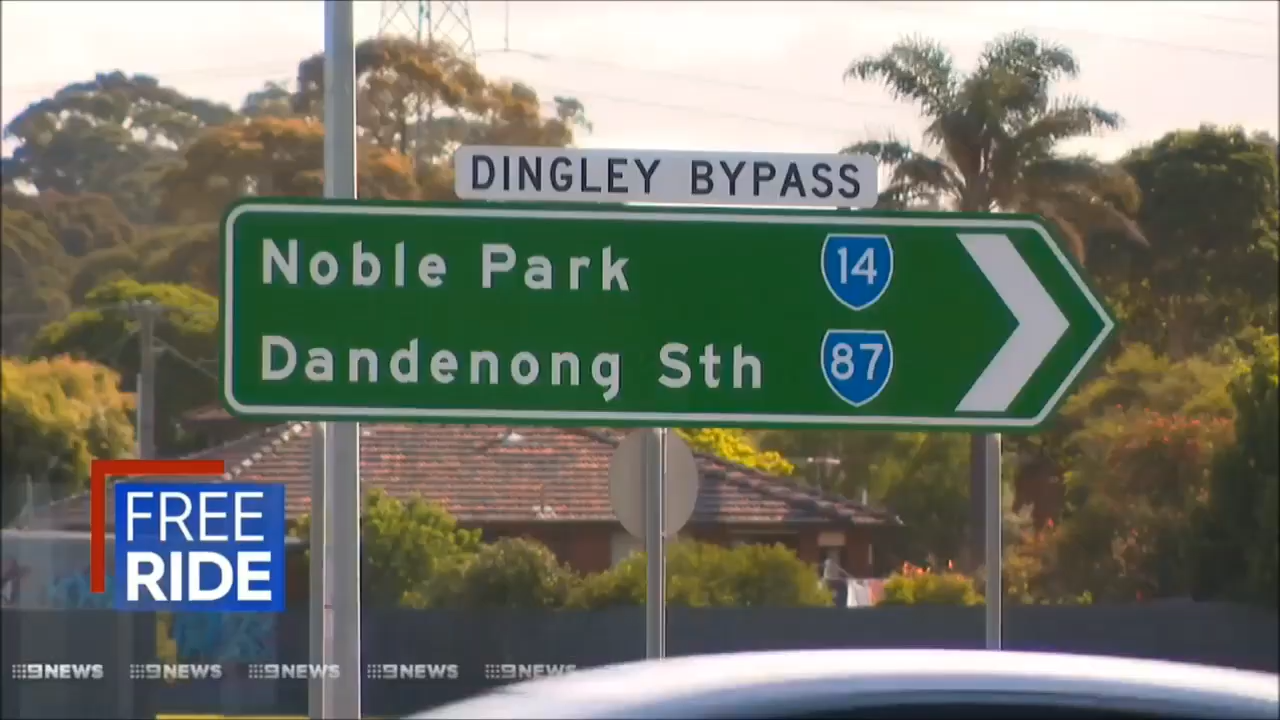 DINGLEY BYPASS
Noble Park 14
Dandenong Sth 87
FREE
RIDE
9NEWS 9NEWS 9NEWS 9NEWS 9NEWS